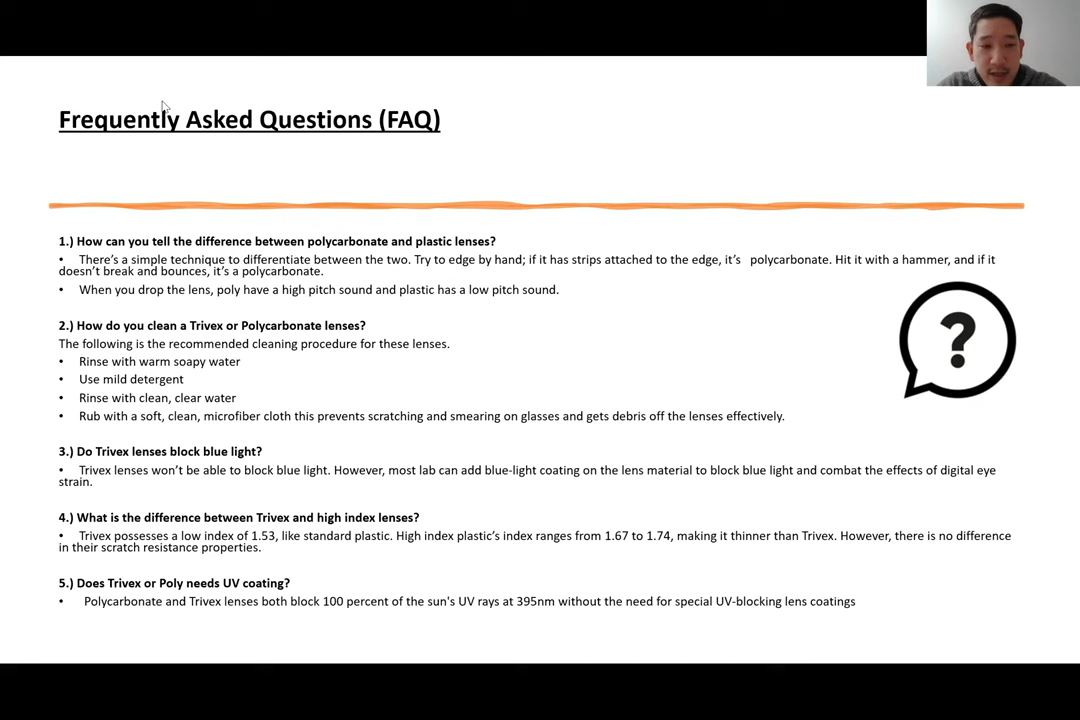 Frequently Asked Questions (FAQ)
1.) How can you tell the difference between polycarbonate and plastic lenses?
• There’s a simple technique to differentiate between the two. Try to edge by hand; if it has strips attached to the edge, it’s polycarbonate. Hit it with a hammer, and if it
doesn’t break and bounces, it’s a polycarbonate.
• When you drop the lens, poly have a high pitch sound and plastic has a low pitch sound.
2.) How do you clean a Trivex or Polycarbonate lenses?
The following is the recommended cleaning procedure for these lenses.
• Rinse with warm soapy water
• Use mild detergent
• Rinse with clean, clear water
• Rub with a soft, clean, microfiber cloth this prevents scratching and smearing on glasses and gets debris off the lenses effectively.
3.) Do Trivex lenses block blue light?
• Trivex lenses won’t be able to block blue light. However, most lab can add blue-light coating on the lens material to block blue light and combat the effects of digital eye
strain.
4.) What is the difference between Trivex and high index lenses?
• Trivex possesses a low index of 1.53, like standard plastic. High index plastic’s index ranges from 1.67 to 1.74, making it thinner than Trivex. However, there is no difference
in their scratch resistance properties.
5.) Does Trivex or Poly needs UV coating?
• Polycarbonate and Trivex lenses both block 100 percent of the sun's UV rays at 395nm without the need for special UV-blocking lens coatings
?